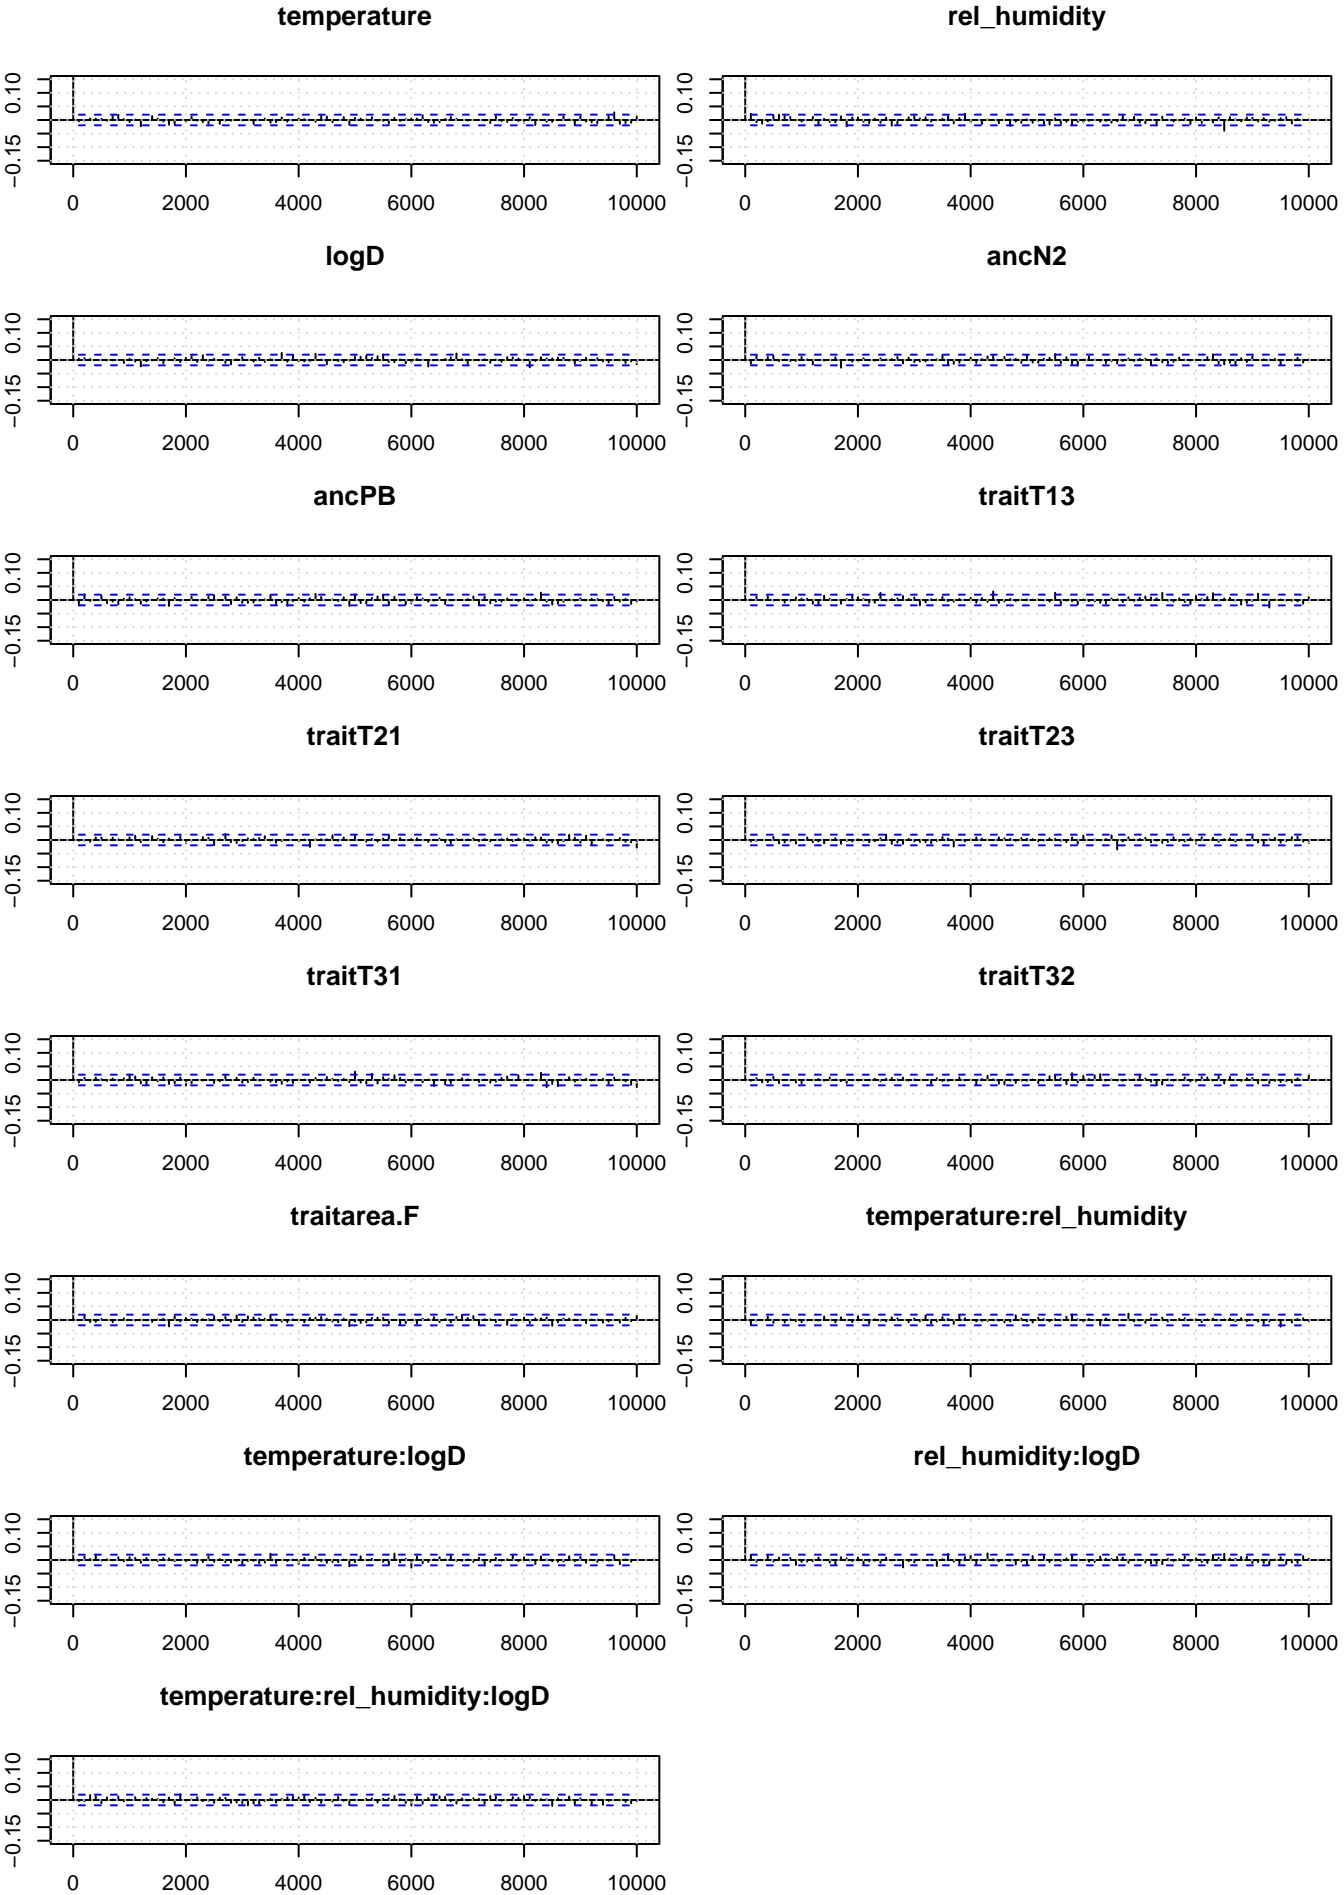 temperature rel_humidity
0.10 0.10
−0.15 −0.15
0 2000 4000 6000 8000 10000 0 2000 4000 6000 8000 10000
logD ancN2
0.10 0.10
−0.15 −0.15
0 2000 4000 6000 8000 10000 0 2000 4000 6000 8000 10000
ancPB traitT13
0.10 0.10
−0.15 −0.15
0 2000 4000 6000 8000 10000 0 2000 4000 6000 8000 10000
traitT21 traitT23
0.10 0.10
−0.15 −0.15
0 2000 4000 6000 8000 10000 0 2000 4000 6000 8000 10000
traitT31 traitT32
0.10 0.10
−0.15 −0.15
0 2000 4000 6000 8000 10000 0 2000 4000 6000 8000 10000
traitarea.F temperature:rel_humidity
0.10 0.10
−0.15 −0.15
0 2000 4000 6000 8000 10000 0 2000 4000 6000 8000 10000
temperature:logD rel_humidity:logD
0.10 0.10
−0.15 −0.15
0 2000 4000 6000 8000 10000 0 2000 4000 6000 8000 10000
temperature:rel_humidity:logD
0.10
−0.15
0 2000 4000 6000 8000 10000